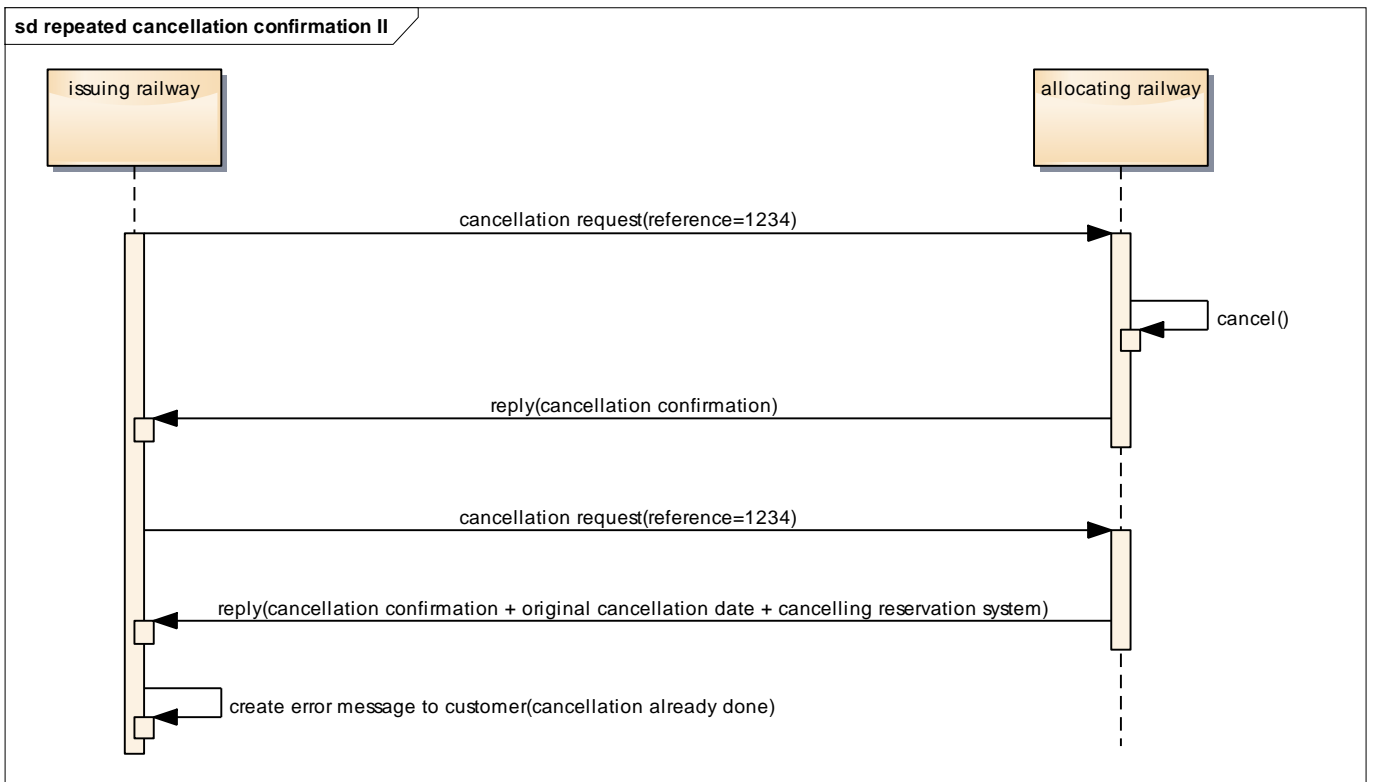 sd repeated cancellation confirmation II
issuing railway
allocating railway
cancellation request(reference=1234)
cancel()
reply(cancellation confirmation)
cancellation request(reference=1234)
reply(cancellation confirmation + original cancellation date + cancelling reservation system)
create error message to customer(cancellation already done)